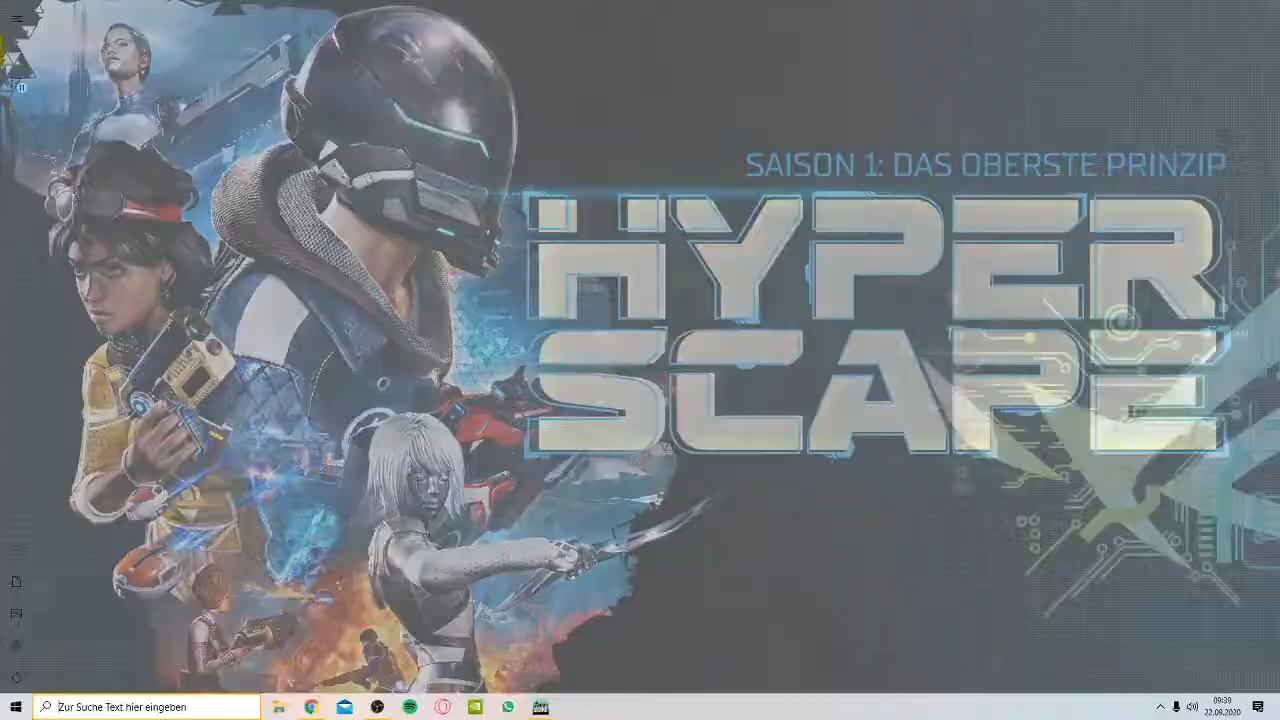 SAISON 1: DAS OBERSTE PRINZIP
HYPER
SCAPE
Zur Suche Text hier eingeben
09:39
22.09.2020